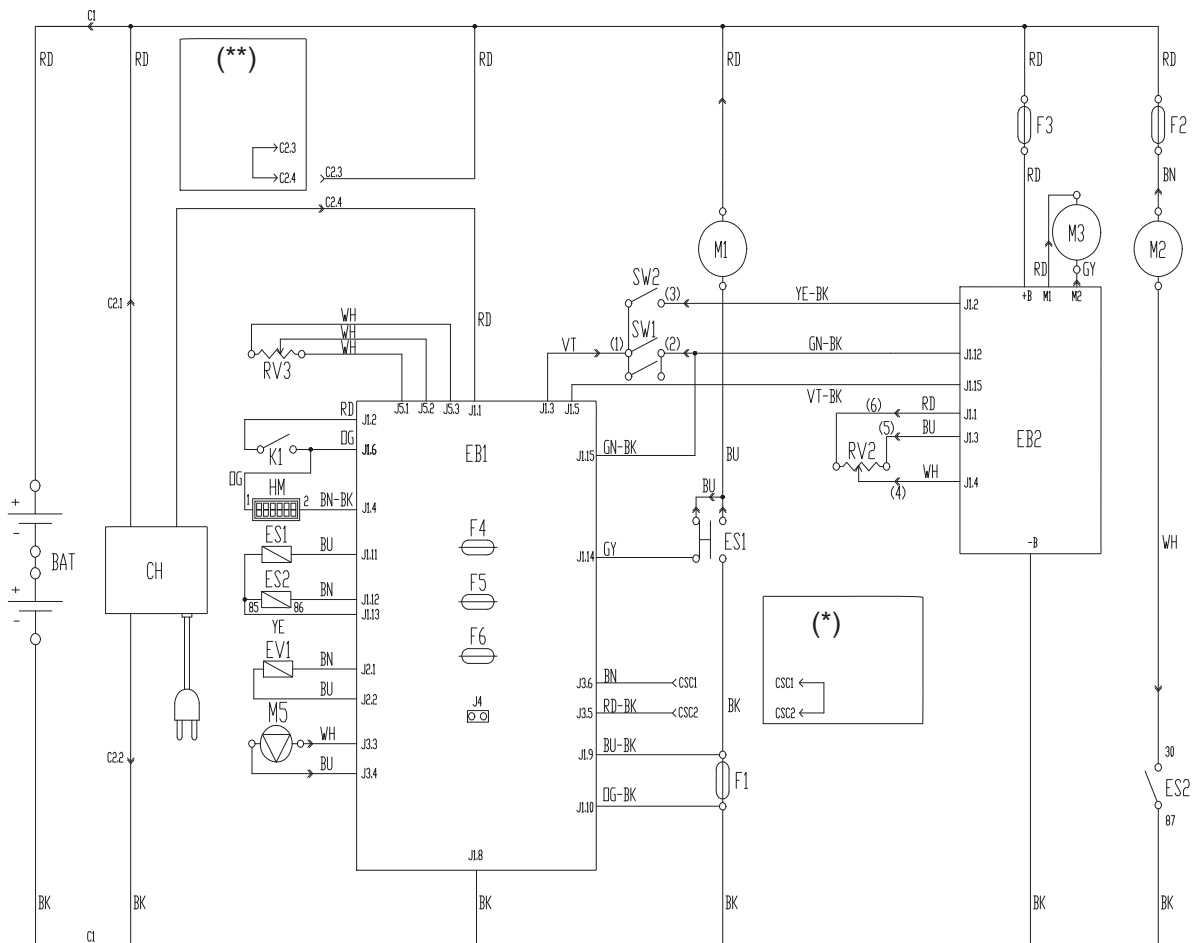 C1
RD RD (**) RD RD RD RD
F3 F2
C2.3
C2.4 C2.3
RD BN
C2.4
M1 M3 M2
RD GY
SW2 (3) YE-BK J1.2 +B M1 M2
C2.1
WH
WH
WH
RD
RV3
SW1
VT (1) (2) GN-BK J1.12
J1.15
VT-BK
J5.1 J5.2 J5.3 J1.1 J1.3 J1.5
(6) RD J1.1
RD J1.2
(5) BU J1.3
EB2
K1 OG J1.6
EB1
GN-BK J1.15
BU
RV2
WH J1.4
(4)
OG HM
1 2 BN-BK J1.4
BU
+
-
BAT
+
-
CH
ES1 BU J1.11
F4
GY J1.14
ES1
-B
WH
ES2 BN J1.12
85 86 J1.13
F5
YE
(*)
EV1 BN J2.1
F6
BU J2.2
J3.6 BN CSC1
CSC1
BK
J4
J3.5 RD-BK CSC2
CSC2
M5 WH J3.3
BU J3.4
C2.2
J1.9 BU-BK
F1
J1.10 OG-BK
30
ES2
87
J1.8
BK BK BK BK BK BK
C1